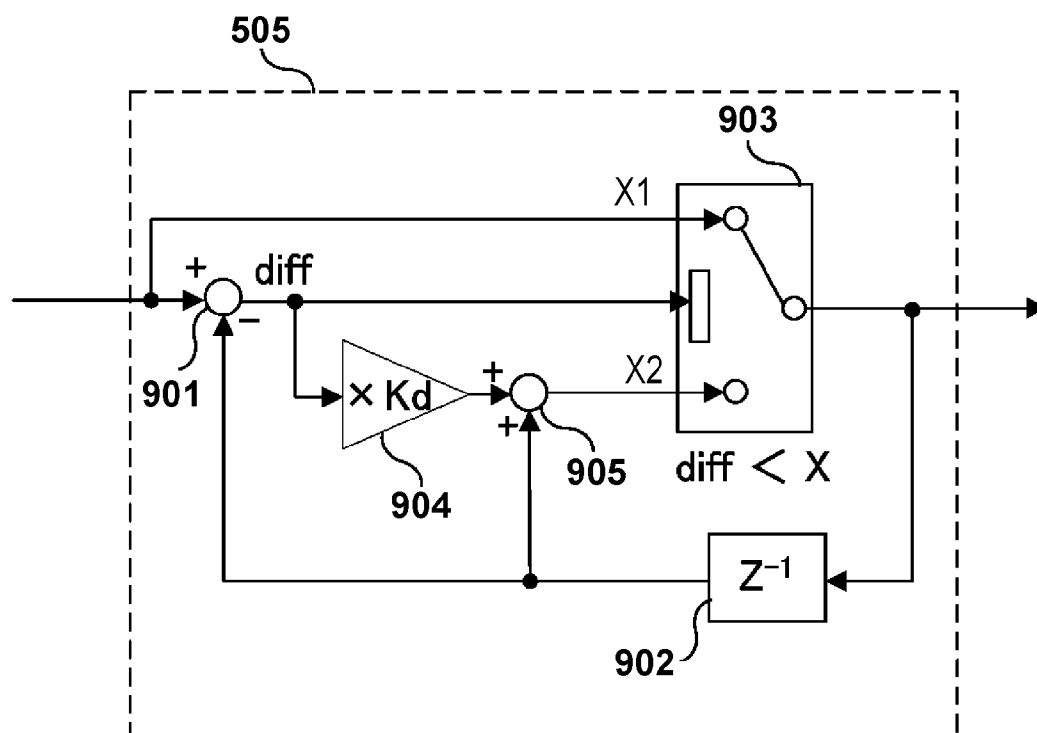 505
903
X1
+
diff
−
901
× Kd
+
X2
+
905
904
diff < X
Z⁻¹
902